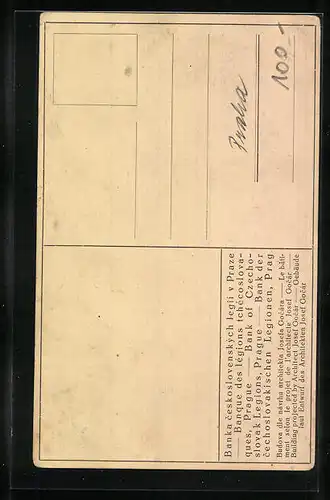 Banka československých legií v Praze
— Banque des légions tchécoslova-
ques, Prague — Bank of Czecho-
slovak Legions, Prague — Bank der
čechoslovakischen Legionen, Prag
Budova dle návrhu architekta Josefa Gočára — Le bâti-
ment selon le projet de l'architecte Josef Gočár —
Building projected by Architect Josef Gočár — Gebäude
laut Entwurf des Architekten Josef Gočár
Praha
100-